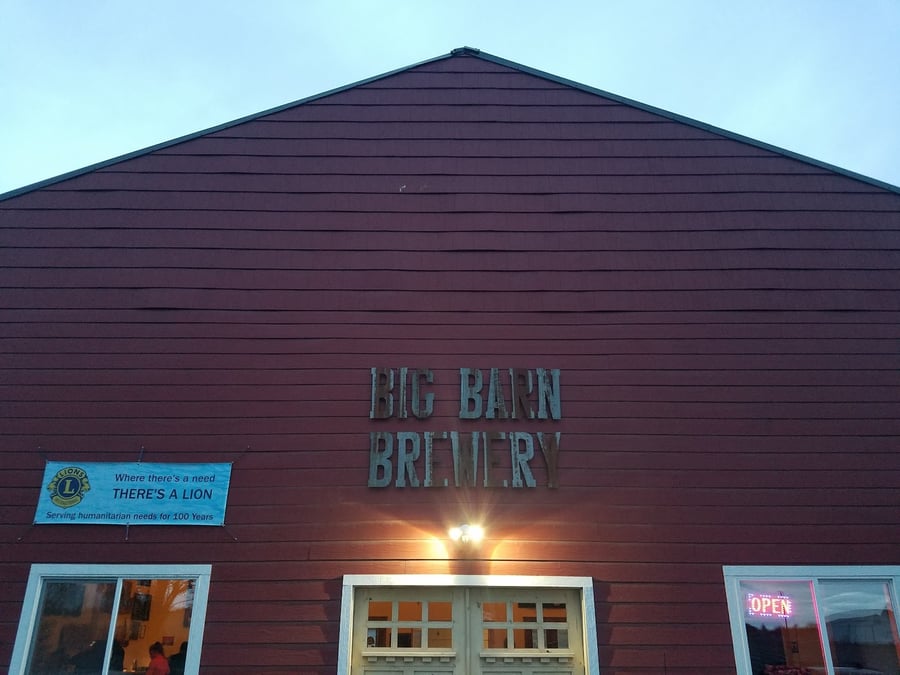 BIG BARN
BREWERY
LIONS
L
Where there's a need
THERE'S A LION
Serving humanitarian needs for 100 Years
OPEN